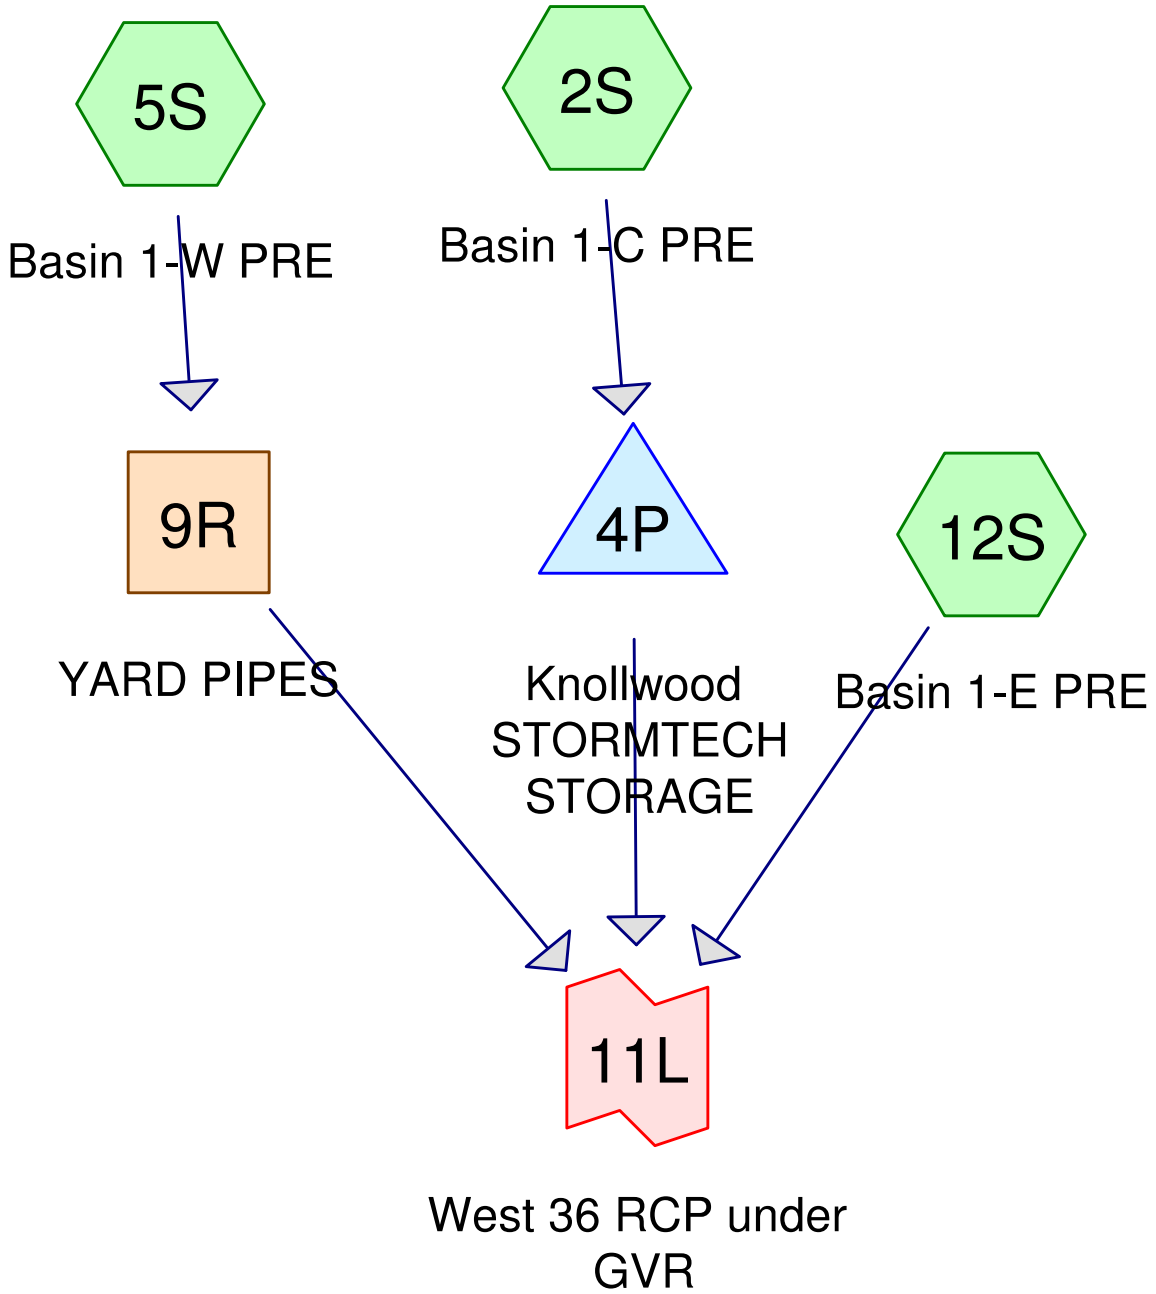 5S
2S
Basin 1-W PRE
Basin 1-C PRE
9R
4P
12S
YARD PIPES
Knollwood
STORMTECH
STORAGE
Basin 1-E PRE
11L
West 36 RCP under
GVR